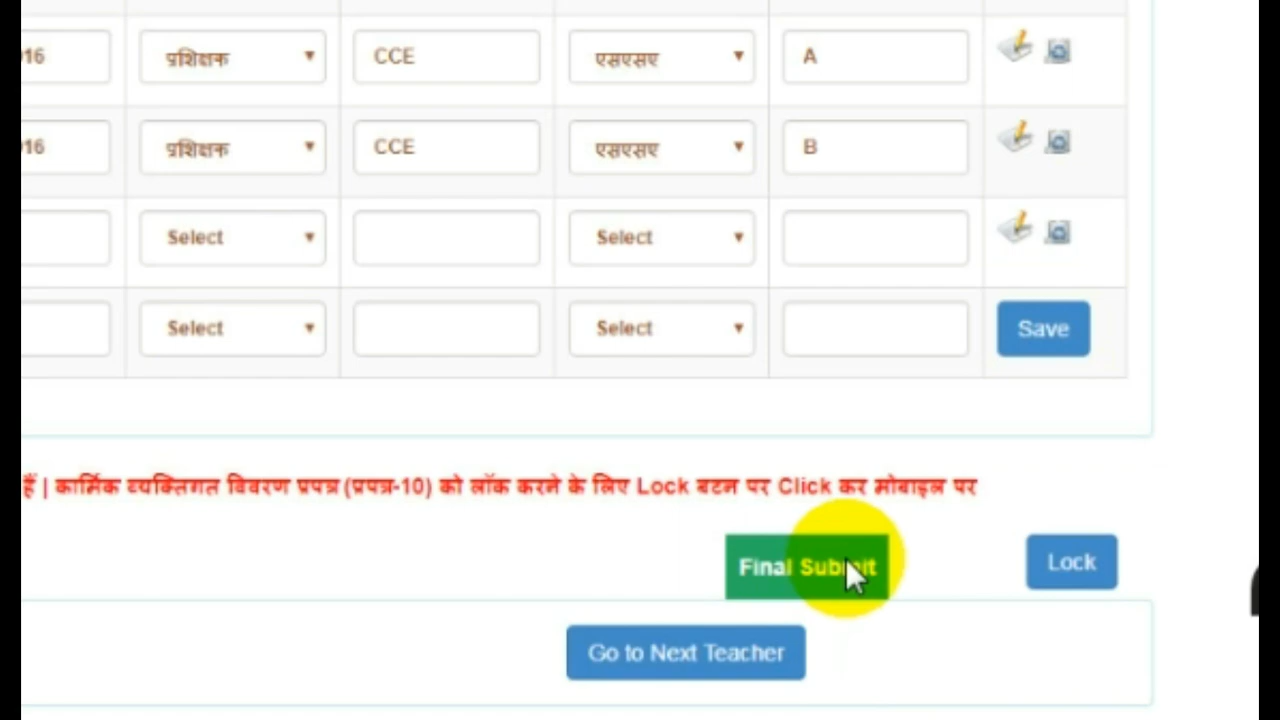 16 प्रशिक्षक CCE एसएसए A
16 प्रशिक्षक CCE एसएसए B
Select Select
Select Select Save
हैं | कार्मिक व्यक्तिगत विवरण प्रपत्र (प्रपत्र-10) को लॉक करने के लिए Lock बटन पर Click कर मोबाइल पर
Final Submit Lock
Go to Next Teacher